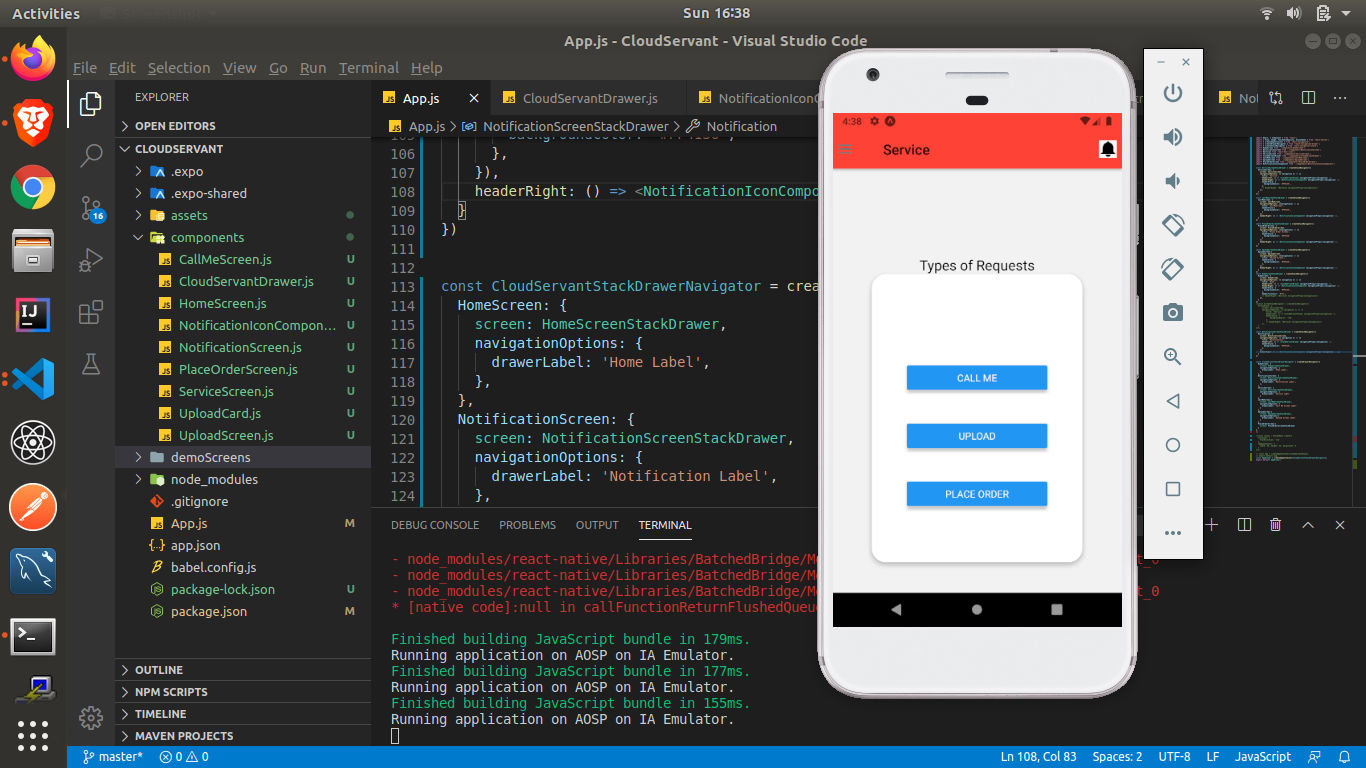 Activities
Sun 16:38
App.js - CloudServant - Visual Studio Code
File Edit Selection View Go Run Terminal Help
EXPLORER
OPEN EDITORS
CLOUDSERVANT
.expo
.expo-shared
assets
components
CallMeScreen.js U
CloudServantDrawer.js U
HomeScreen.js U
NotificationIconCompon... U
NotificationScreen.js U
PlaceOrderScreen.js U
ServiceScreen.js U
UploadCard.js U
UploadScreen.js U
demoScreens
node_modules
.gitignore
App.js M
app.json
babel.config.js
package-lock.json U
package.json M
OUTLINE
NPM SCRIPTS
TIMELINE
MAVEN PROJECTS
16
App.js
CloudServantDrawer.js
NotificationIconC
App.js > NotificationScreenStackDrawer > Notification
106 },
107 }),
108 headerRight: () => <NotificationIconCompo
109 }
110 })
111
112
113 const CloudServantStackDrawerNavigator = crea
114 HomeScreen: {
115 screen: HomeScreenStackDrawer,
116 navigationOptions: {
117 drawerLabel: 'Home Label',
118 },
119 },
120 NotificationScreen: {
121 screen: NotificationScreenStackDrawer,
122 navigationOptions: {
123 drawerLabel: 'Notification Label',
124 },
DEBUG CONSOLE PROBLEMS OUTPUT TERMINAL
- node_modules/react-native/Libraries/BatchedBridge/M
- node_modules/react-native/Libraries/BatchedBridge/M
- node_modules/react-native/Libraries/BatchedBridge/M
* [native code]:null in callFunctionReturnFlushedQueu
Finished building JavaScript bundle in 179ms.
Running application on AOSP on IA Emulator.
Finished building JavaScript bundle in 177ms.
Running application on AOSP on IA Emulator.
Finished building JavaScript bundle in 155ms.
Running application on AOSP on IA Emulator.
4:38
Service
Types of Requests
CALL ME
UPLOAD
PLACE ORDER
master* 0 0
Ln 108, Col 83 Spaces: 2 UTF-8 LF JavaScript